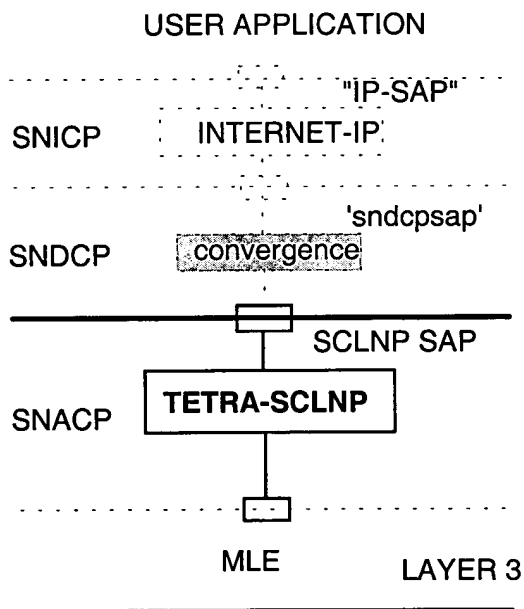 USER APPLICATION
"IP-SAP"
SNICP
INTERNET-IP
'sndcpsap'
SNDCP
convergence
SCLNP SAP
TETRA-SCLNP
SNACP
MLE
LAYER 3